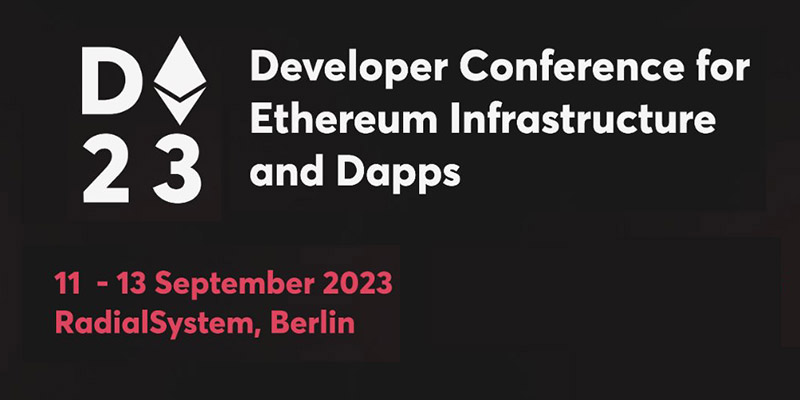 D
23
Developer Conference for
Ethereum Infrastructure
and Dapps
11 - 13 September 2023
RadialSystem, Berlin